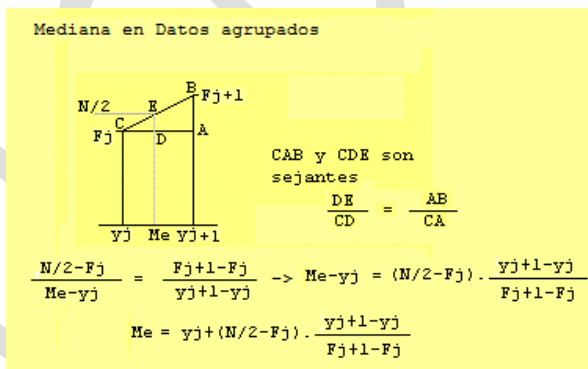 Mediana en Datos agrupados
B
Fj+1
N/2
E
C
Fj
D
A
CAB y CDE son
sejantes
DE/CD = AB/CA
yj Me yj+1
N/2-Fj/Me-yj = Fj+1-Fj/yj+1-yj -> Me-yj = (N/2-Fj). yj+1-yj/Fj+1-Fj
Me = yj+(N/2-Fj). yj+1-yj/Fj+1-Fj